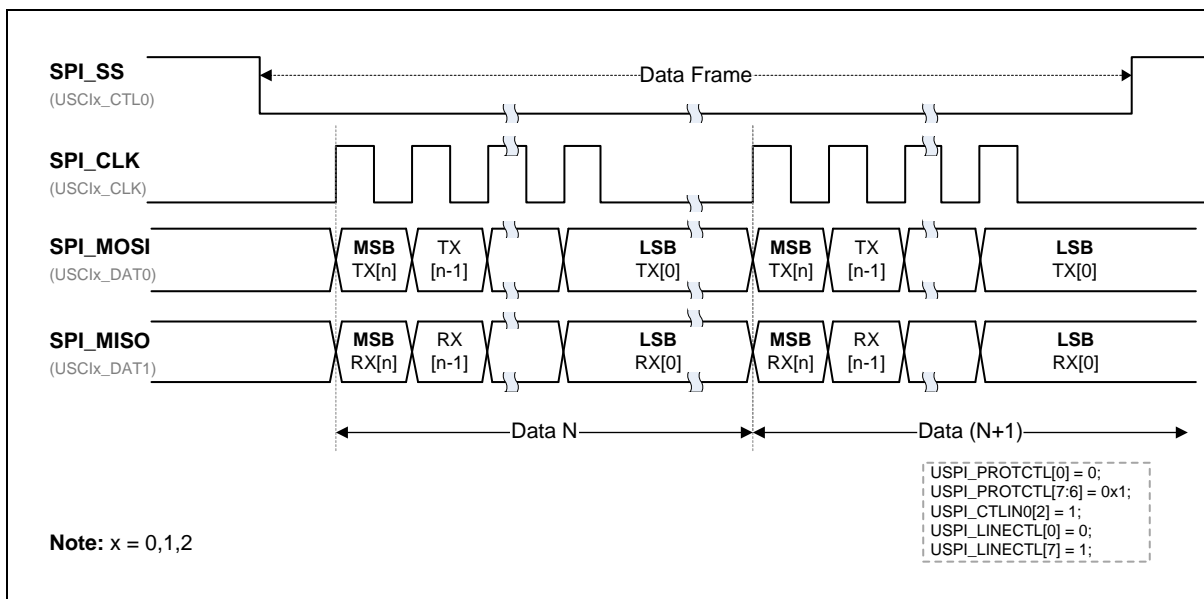 SPI_SS
(USCIx_CTL0)
Data Frame
SPI_CLK
(USCIx_CLK)
SPI_MOSI
(USCIx_DAT0)
MSB TX[n]
TX [n-1]
LSB TX[0]
MSB TX[n]
TX [n-1]
LSB TX[0]
SPI_MISO
(USCIx_DAT1)
MSB RX[n]
RX [n-1]
LSB RX[0]
MSB RX[n]
RX [n-1]
LSB RX[0]
Data N
Data (N+1)
USPI_PROTCTL[0] = 0;
USPI_PROTCTL[7:6] = 0x1;
USPI_CTLIN0[2] = 1;
USPI_LINECTL[0] = 0;
USPI_LINECTL[7] = 1;
Note: x = 0,1,2